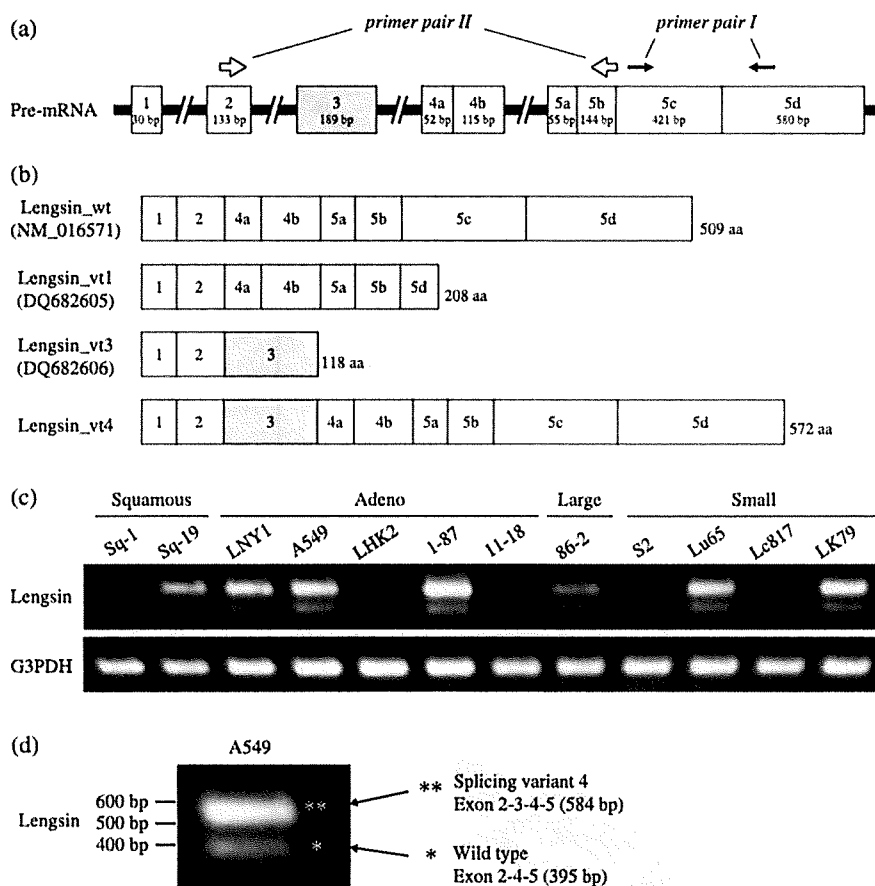 (a)
primer pair II
primer pair I
Pre-mRNA
1
30 bp
2
133 bp
3
189 bp
4a
52 bp
4b
115 bp
5a
55 bp
5b
144 bp
5c
421 bp
5d
580 bp
(b)
Lengsin_wt
(NM_016571)
1 2 4a 4b 5a 5b 5c 5d
509 aa
Lengsin_vt1
(DQ682605)
1 2 4a 4b 5a 5b 5d
208 aa
Lengsin_vt3
(DQ682606)
1 2 3
118 aa
Lengsin_vt4
1 2 3 4a 4b 5a 5b 5c 5d
572 aa
(c)
Squamous Adeno Large Small
Sq-1 Sq-19 LNY1 A549 LHK2 1-87 11-18 86-2 S2 Lu65 Lc817 LK79
Lengsin
G3PDH
(d)
A549
Lengsin
600 bp
500 bp
400 bp
**
*
** Splicing variant 4
Exon 2-3-4-5 (584 bp)
* Wild type
Exon 2-4-5 (395 bp)